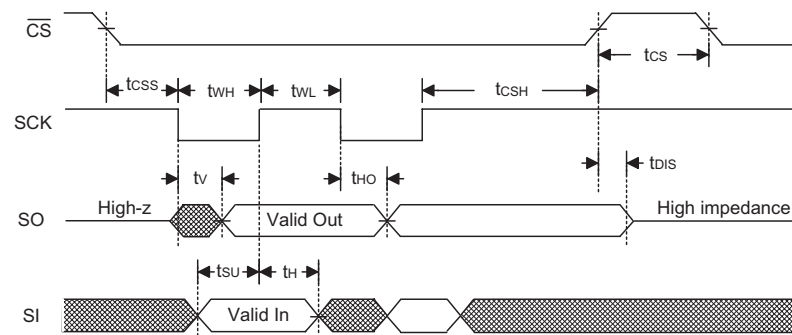 CS
tCS
tCSS
tWH
tWL
tCSH
SCK
tV
tHO
tDIS
SO
High-z
Valid Out
High impedance
tSU
tH
SI
Valid In